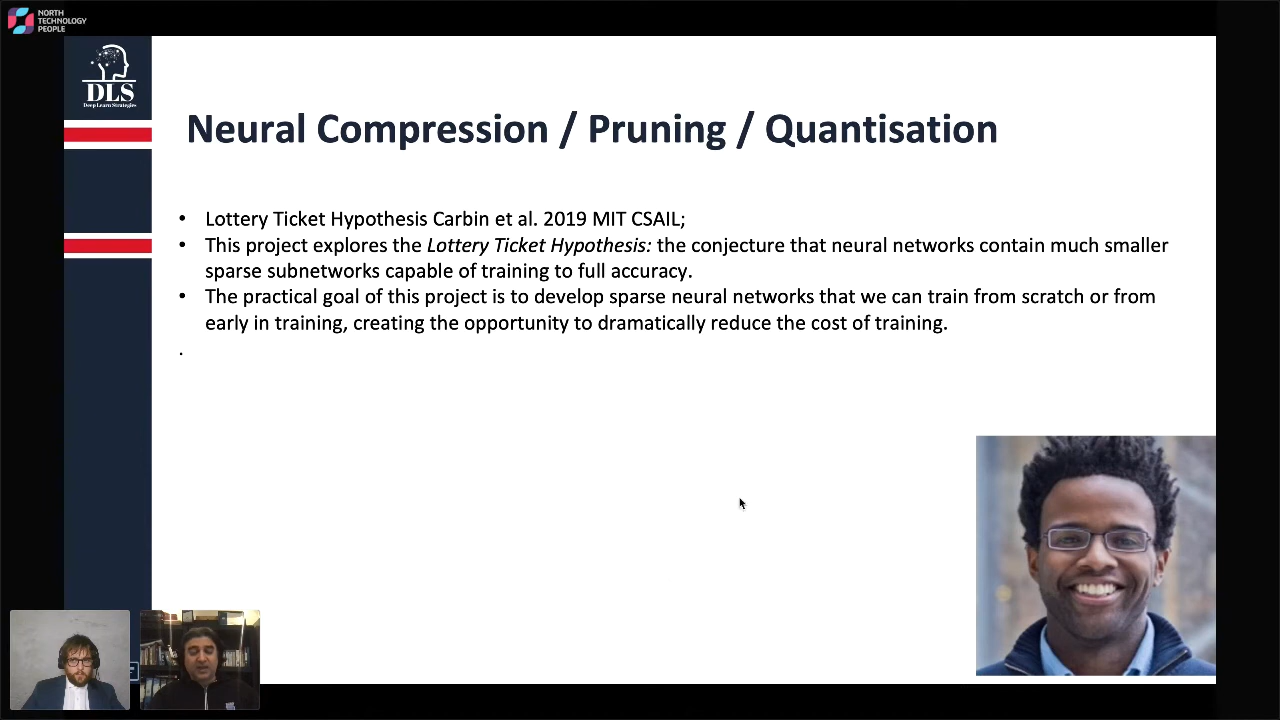 NORTH
TECHNOLOGY
PEOPLE
DLS
Deep Learn Strategies
Neural Compression / Pruning / Quantisation
• Lottery Ticket Hypothesis Carbin et al. 2019 MIT CSAIL;
• This project explores the Lottery Ticket Hypothesis: the conjecture that neural networks contain much smaller
sparse subnetworks capable of training to full accuracy.
• The practical goal of this project is to develop sparse neural networks that we can train from scratch or from
early in training, creating the opportunity to dramatically reduce the cost of training.
.